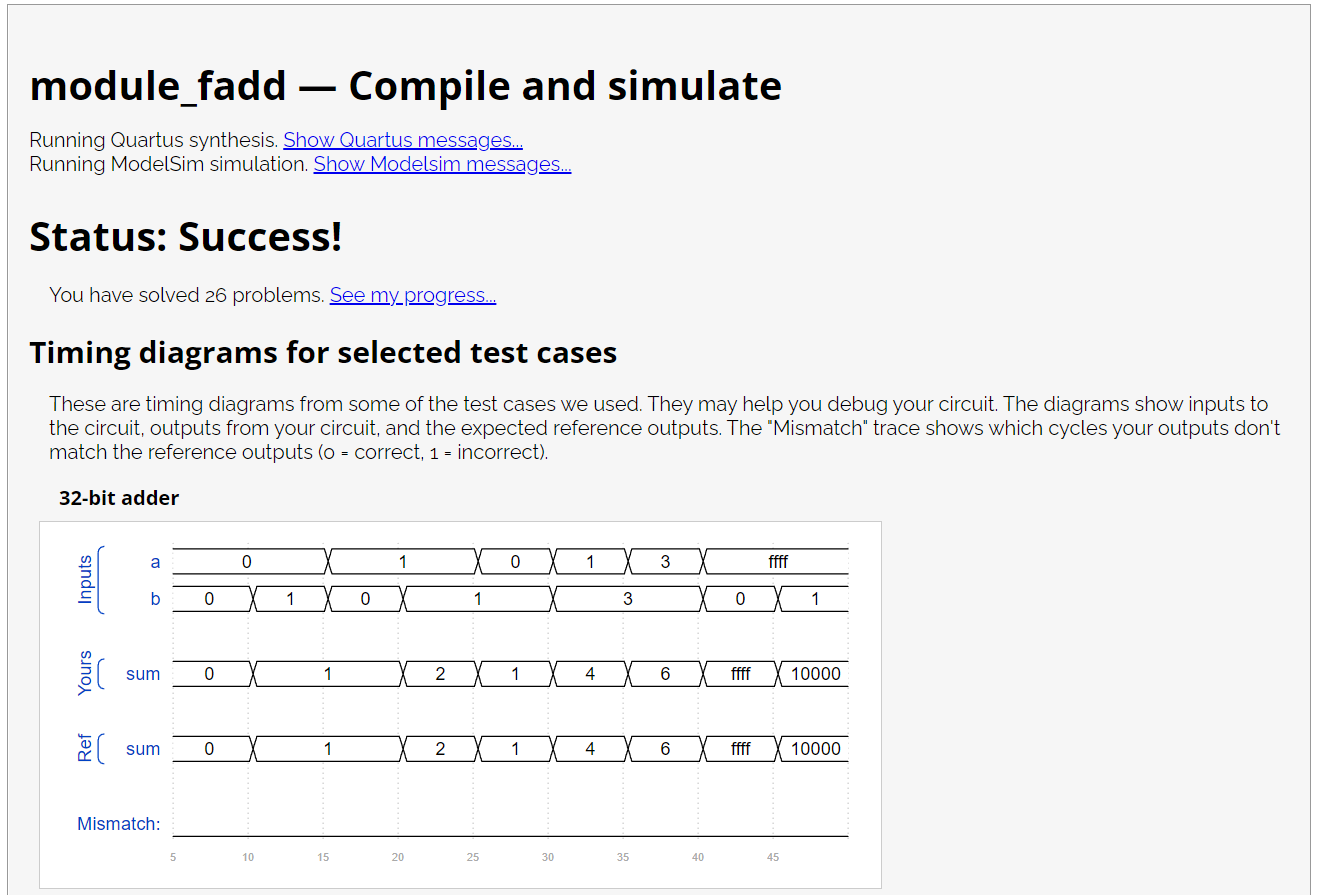 module_fadd — Compile and simulate
Running Quartus synthesis. Show Quartus messages...
Running ModelSim simulation. Show Modelsim messages...
Status: Success!
You have solved 26 problems. See my progress...
Timing diagrams for selected test cases
These are timing diagrams from some of the test cases we used. They may help you debug your circuit. The diagrams show inputs to
the circuit, outputs from your circuit, and the expected reference outputs. The "Mismatch" trace shows which cycles your outputs don't
match the reference outputs (0 = correct, 1 = incorrect).
32-bit adder
Inputs
a 0 1 0 1 3 ffff
b 0 1 0 1 3 0 1
Yours
sum 0 1 2 1 4 6 ffff 10000
Ref
sum 0 1 2 1 4 6 ffff 10000
Mismatch:
5 10 15 20 25 30 35 40 45